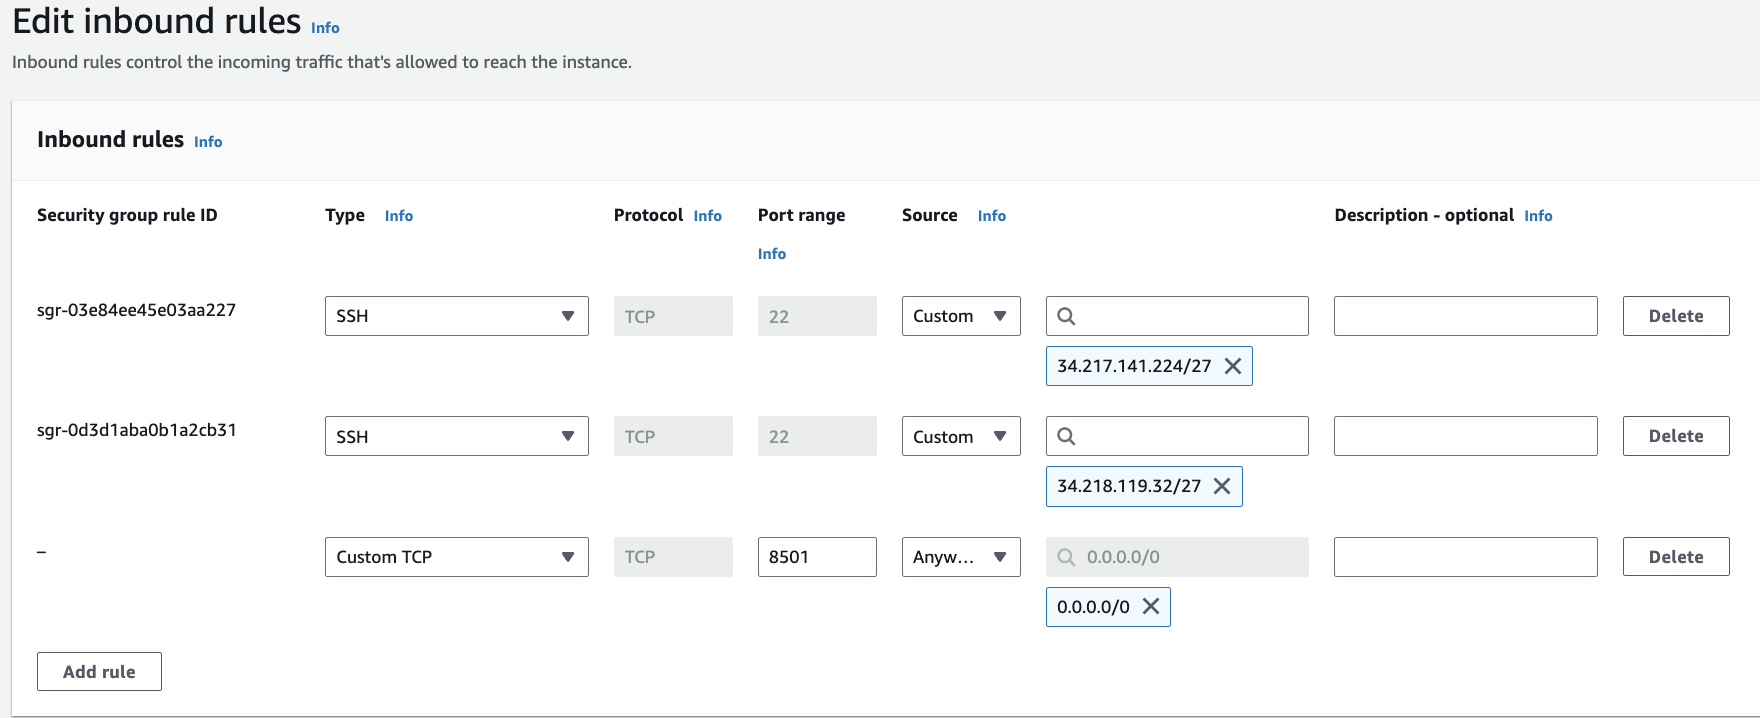 Edit inbound rules Info
Inbound rules control the incoming traffic that's allowed to reach the instance.
Inbound rules Info
Security group rule ID Type Info Protocol Info Port range Info Source Info Description - optional Info
sgr-03e84ee45e03aa227 SSH TCP 22 Custom Delete
34.217.141.224/27
sgr-0d3d1aba0b1a2cb31 SSH TCP 22 Custom Delete
34.218.119.32/27
– Custom TCP TCP 8501 Anyw... 0.0.0.0/0 Delete
0.0.0.0/0
Add rule